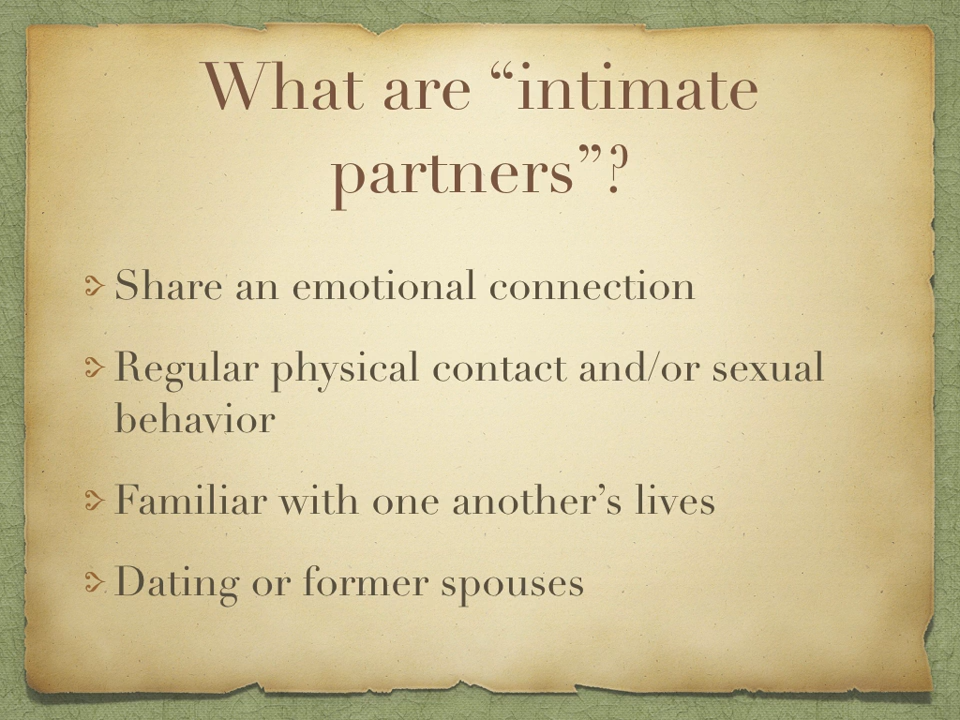 What are “intimate
partners”?
Share an emotional connection
Regular physical contact and/or sexual
behavior
Familiar with one another’s lives
Dating or former spouses